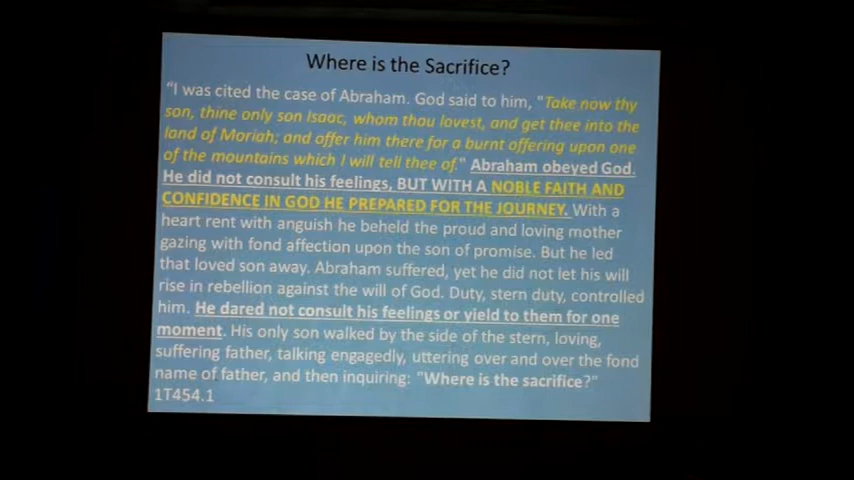 Where is the Sacrifice?
"I was cited the case of Abraham. God said to him, "Take now thy
son, thine only son Isaac, whom thou lovest, and get thee into the
land of Moriah; and offer him there for a burnt offering upon one
of the mountains which I will tell thee of." Abraham obeyed God.
He did not consult his feelings, BUT WITH A NOBLE FAITH AND
CONFIDENCE IN GOD HE PREPARED FOR THE JOURNEY. With a
heart rent with anguish he beheld the proud and loving mother
gazing with fond affection upon the son of promise. But he led
that loved son away. Abraham suffered, yet he did not let his will
rise in rebellion against the will of God. Duty, stern duty, controlled
him. He dared not consult his feelings or yield to them for one
moment. His only son walked by the side of the stern, loving,
suffering father, talking engagedly, uttering over and over the fond
name of father, and then inquiring: "Where is the sacrifice?"
1T454.1